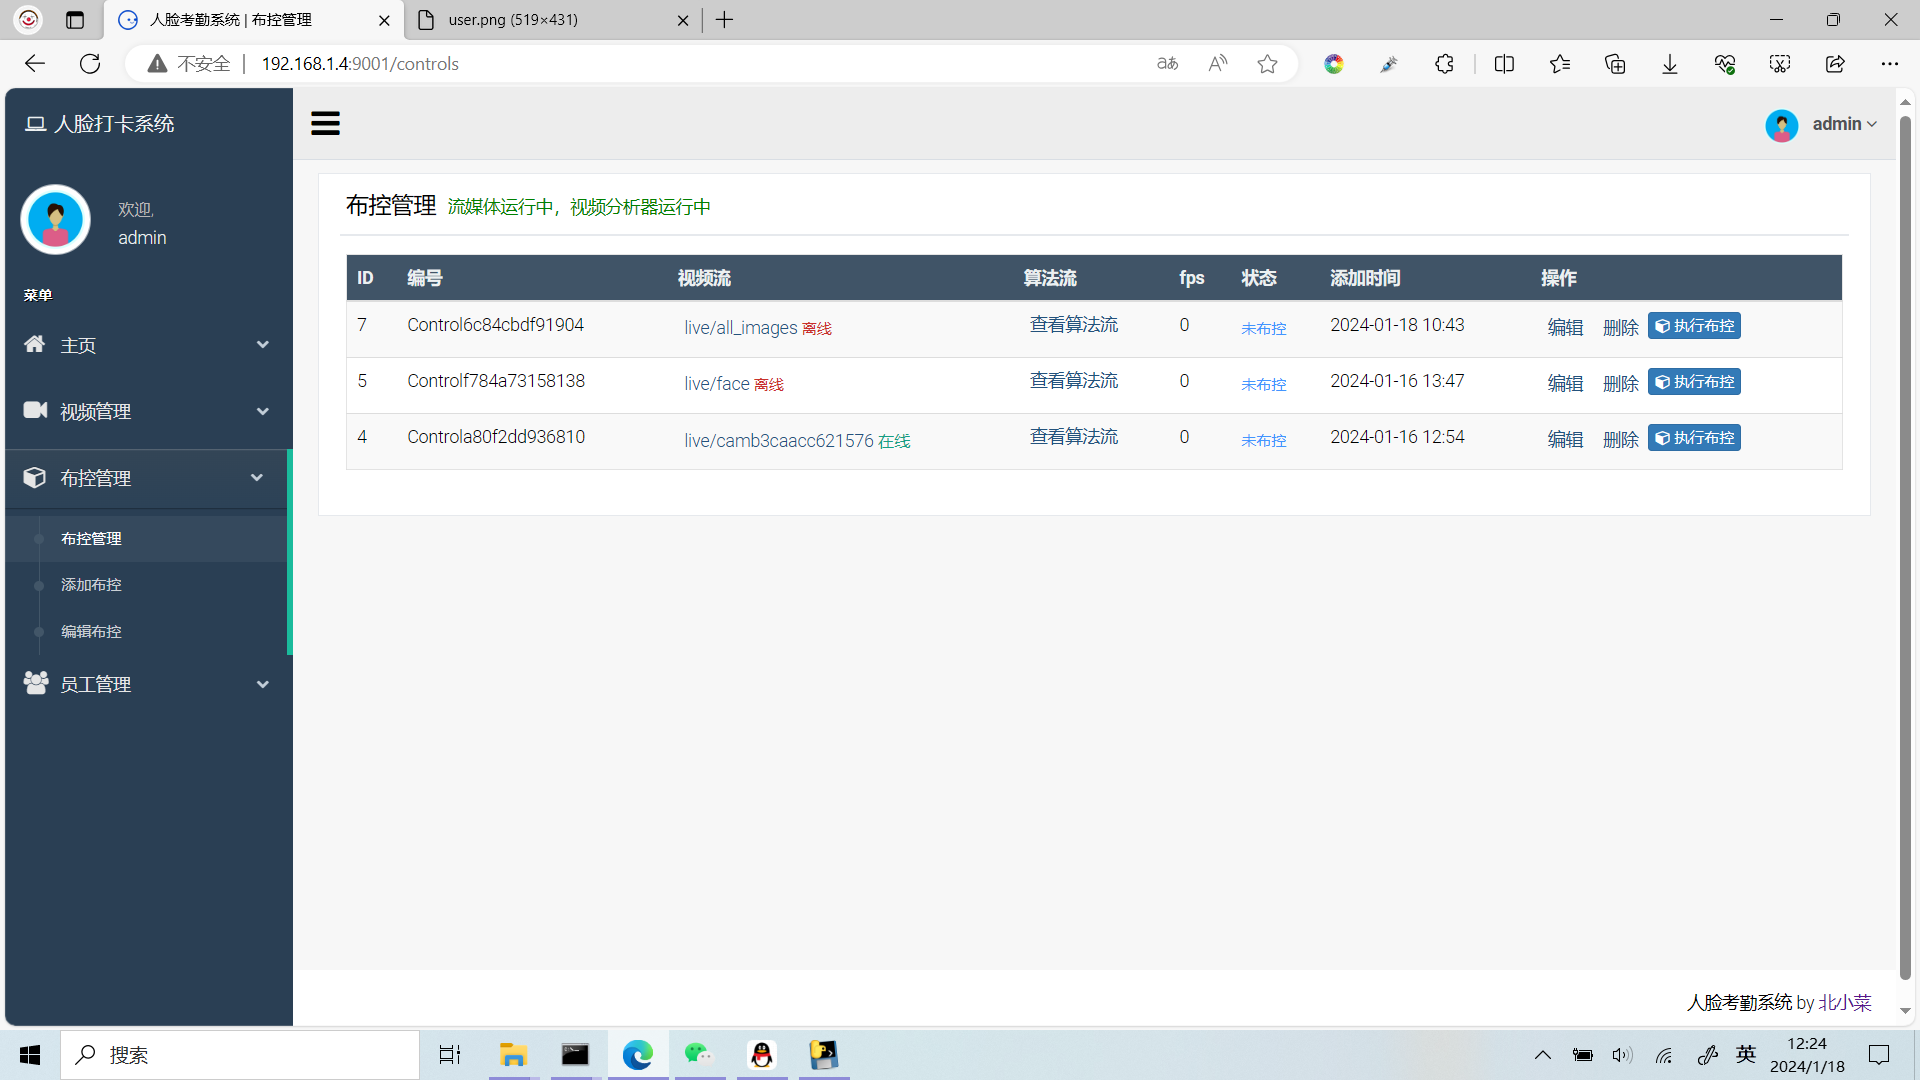 人脸考勤系统 | 布控管理
user.png (519×431)
不安全
192.168.1.4:9001/controls
人脸打卡系统
admin
欢迎,
admin
菜单
主页
视频管理
布控管理
布控管理
添加布控
编辑布控
员工管理
布控管理 流媒体运行中，视频分析器运行中
ID 编号 视频流 算法流 fps 状态 添加时间 操作
7 Control6c84cbdf91904 live/all_images 离线 查看算法流 0 未布控 2024-01-18 10:43 编辑 删除 执行布控
5 Controlf784a73158138 live/face 离线 查看算法流 0 未布控 2024-01-16 13:47 编辑 删除 执行布控
4 Controla80f2dd936810 live/camb3caacc621576 在线 查看算法流 0 未布控 2024-01-16 12:54 编辑 删除 执行布控
人脸考勤系统 by 北小菜
搜索
英
12:24
2024/1/18